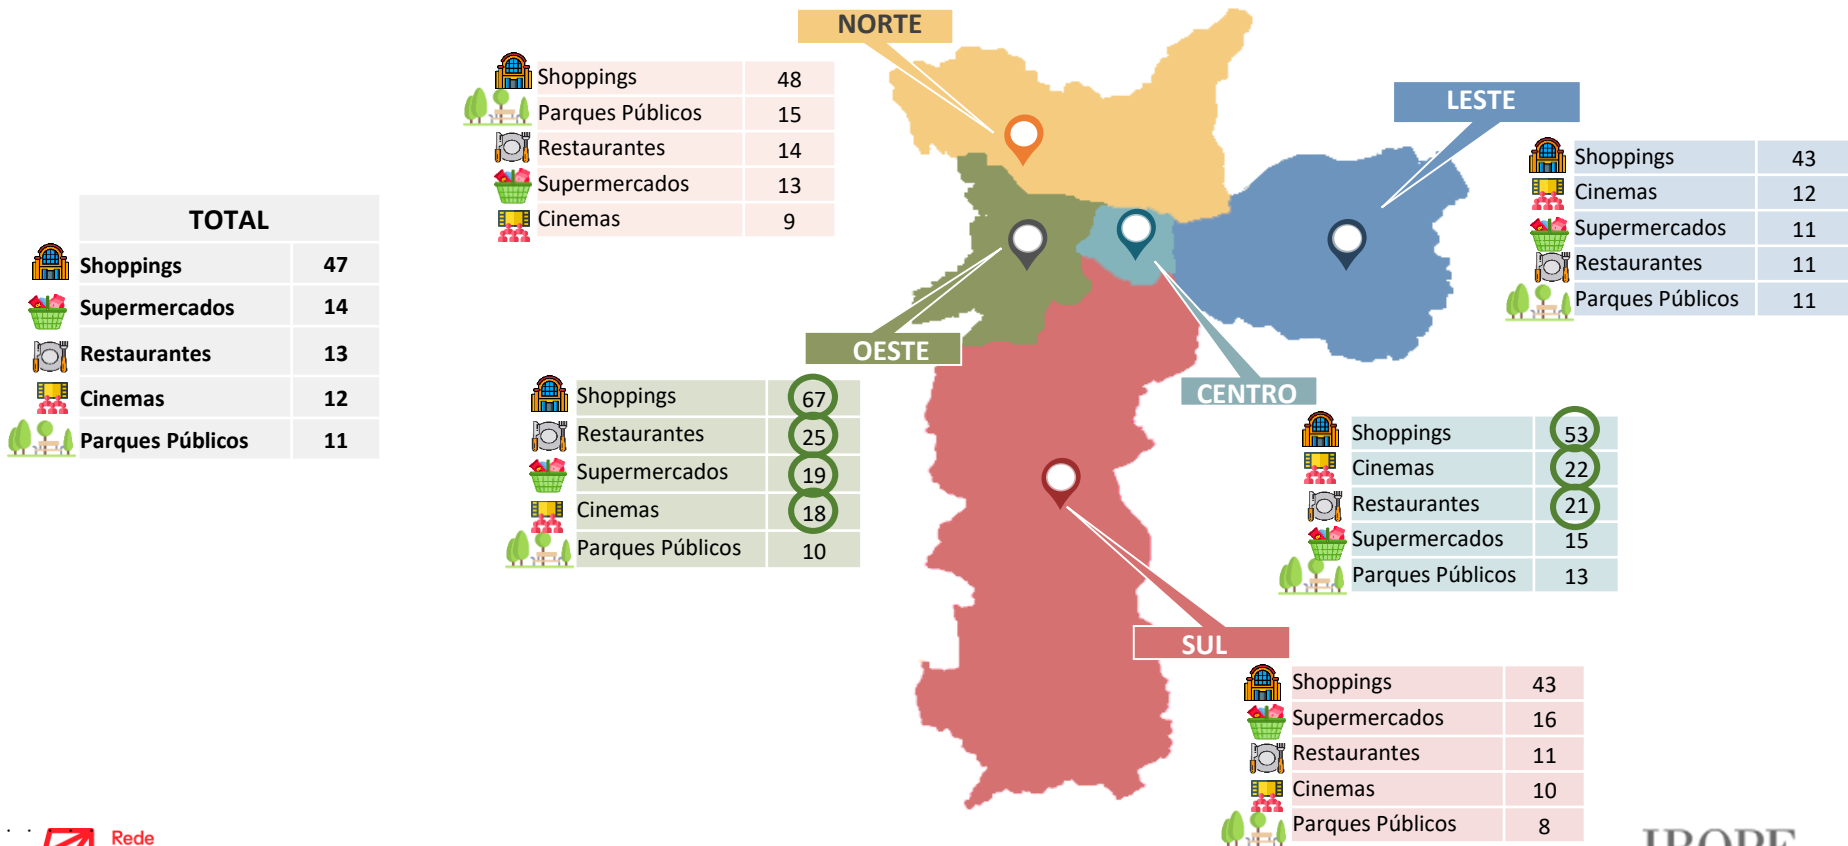 NORTE
Shoppings 48
Parques Públicos 15
Restaurantes 14
Supermercados 13
Cinemas 9
LESTE
Shoppings 43
Cinemas 12
Supermercados 11
Restaurantes 11
Parques Públicos 11
TOTAL
Shoppings 47
Supermercados 14
Restaurantes 13
Cinemas 12
Parques Públicos 11
OESTE
Shoppings 67
Restaurantes 25
Supermercados 19
Cinemas 18
Parques Públicos 10
CENTRO
Shoppings 53
Cinemas 22
Restaurantes 21
Supermercados 15
Parques Públicos 13
SUL
Shoppings 43
Supermercados 16
Restaurantes 11
Cinemas 10
Parques Públicos 8
Rede
IBOPE